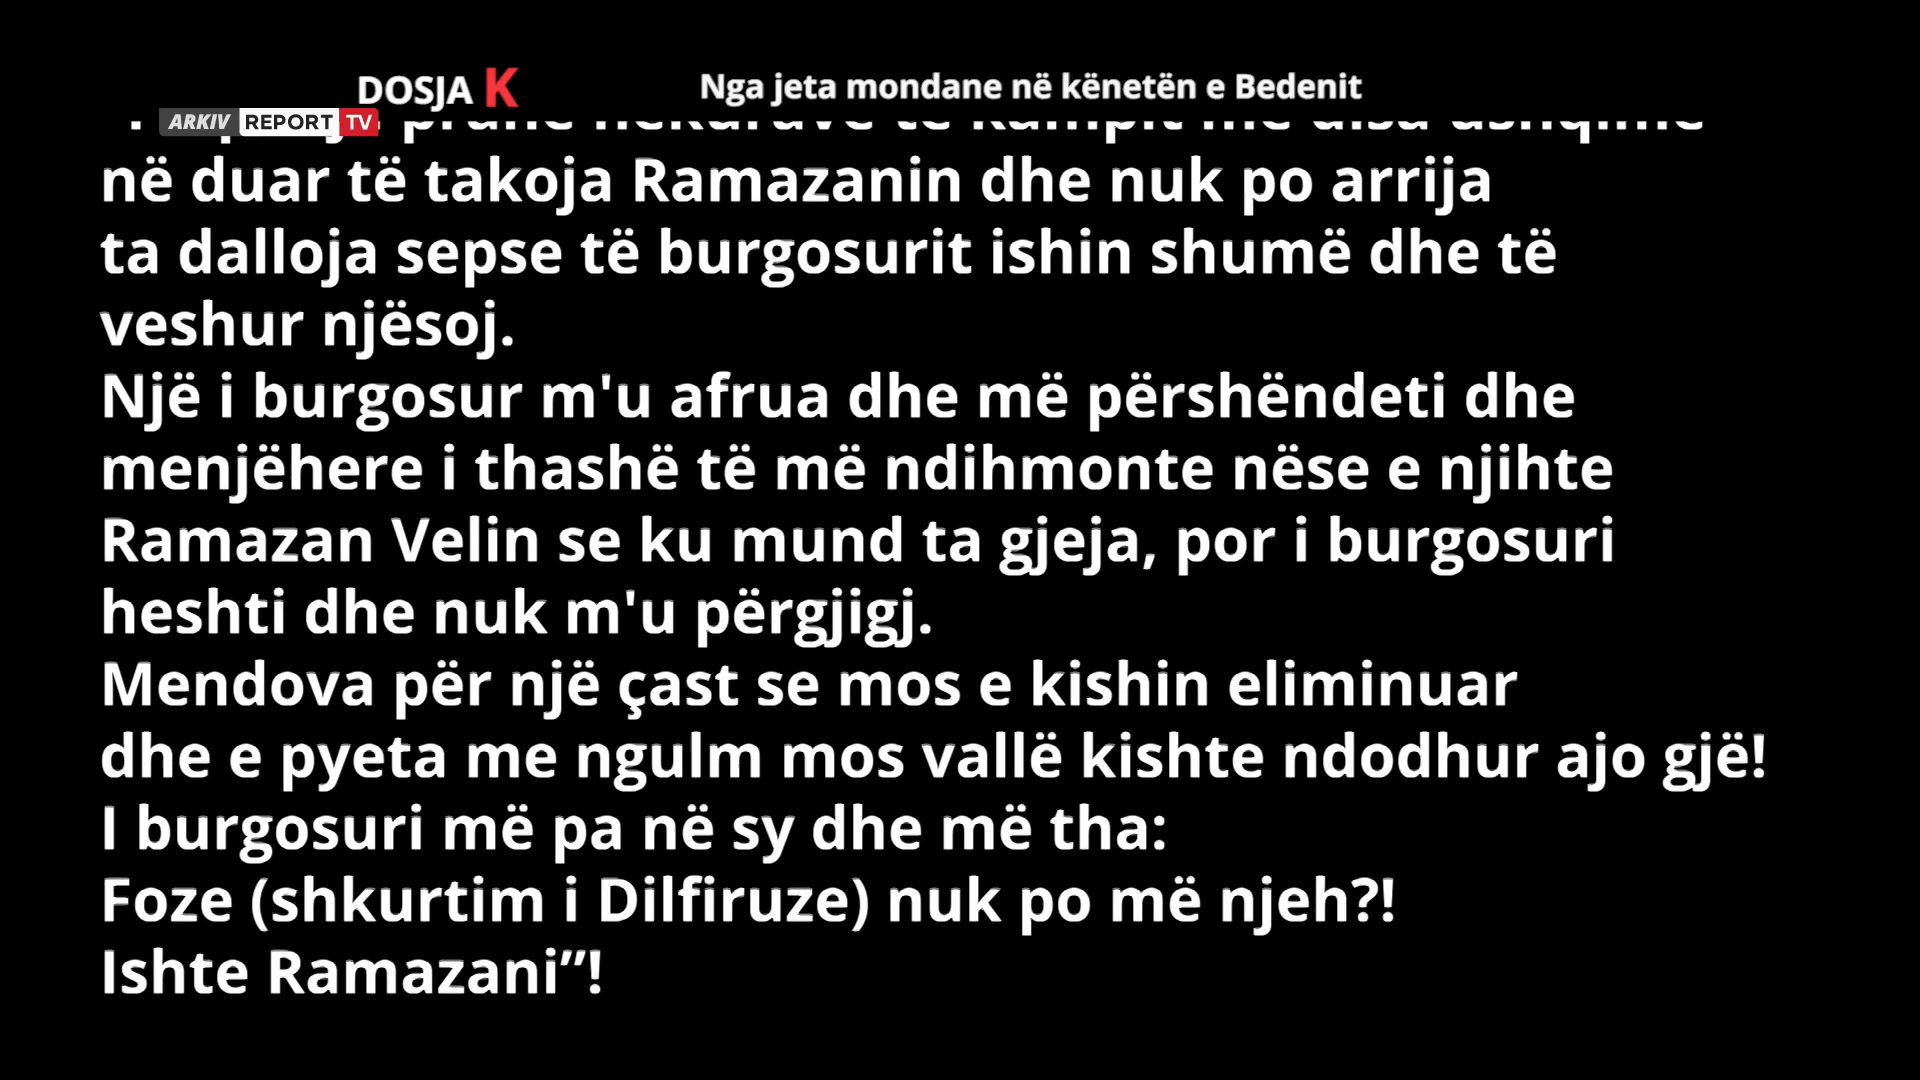 DOSJA K
Nga jeta mondane në kënetën e Bedenit
ARKIV REPORT TV
në duar të takoja Ramazanin dhe nuk po arrija
ta dalloja sepse të burgosurit ishin shumë dhe të
veshur njësoj.
Një i burgosur m'u afrua dhe më përshëndeti dhe
menjëhere i thashë të më ndihmonte nëse e njihte
Ramazan Velin se ku mund ta gjeja, por i burgosuri
heshti dhe nuk m'u përgjigj.
Mendova për një çast se mos e kishin eliminuar
dhe e pyeta me ngulm mos vallë kishte ndodhur ajo gjë!
I burgosuri më pa në sy dhe më tha:
Foze (shkurtim i Dilfiruze) nuk po më njeh?!
Ishte Ramazani”!